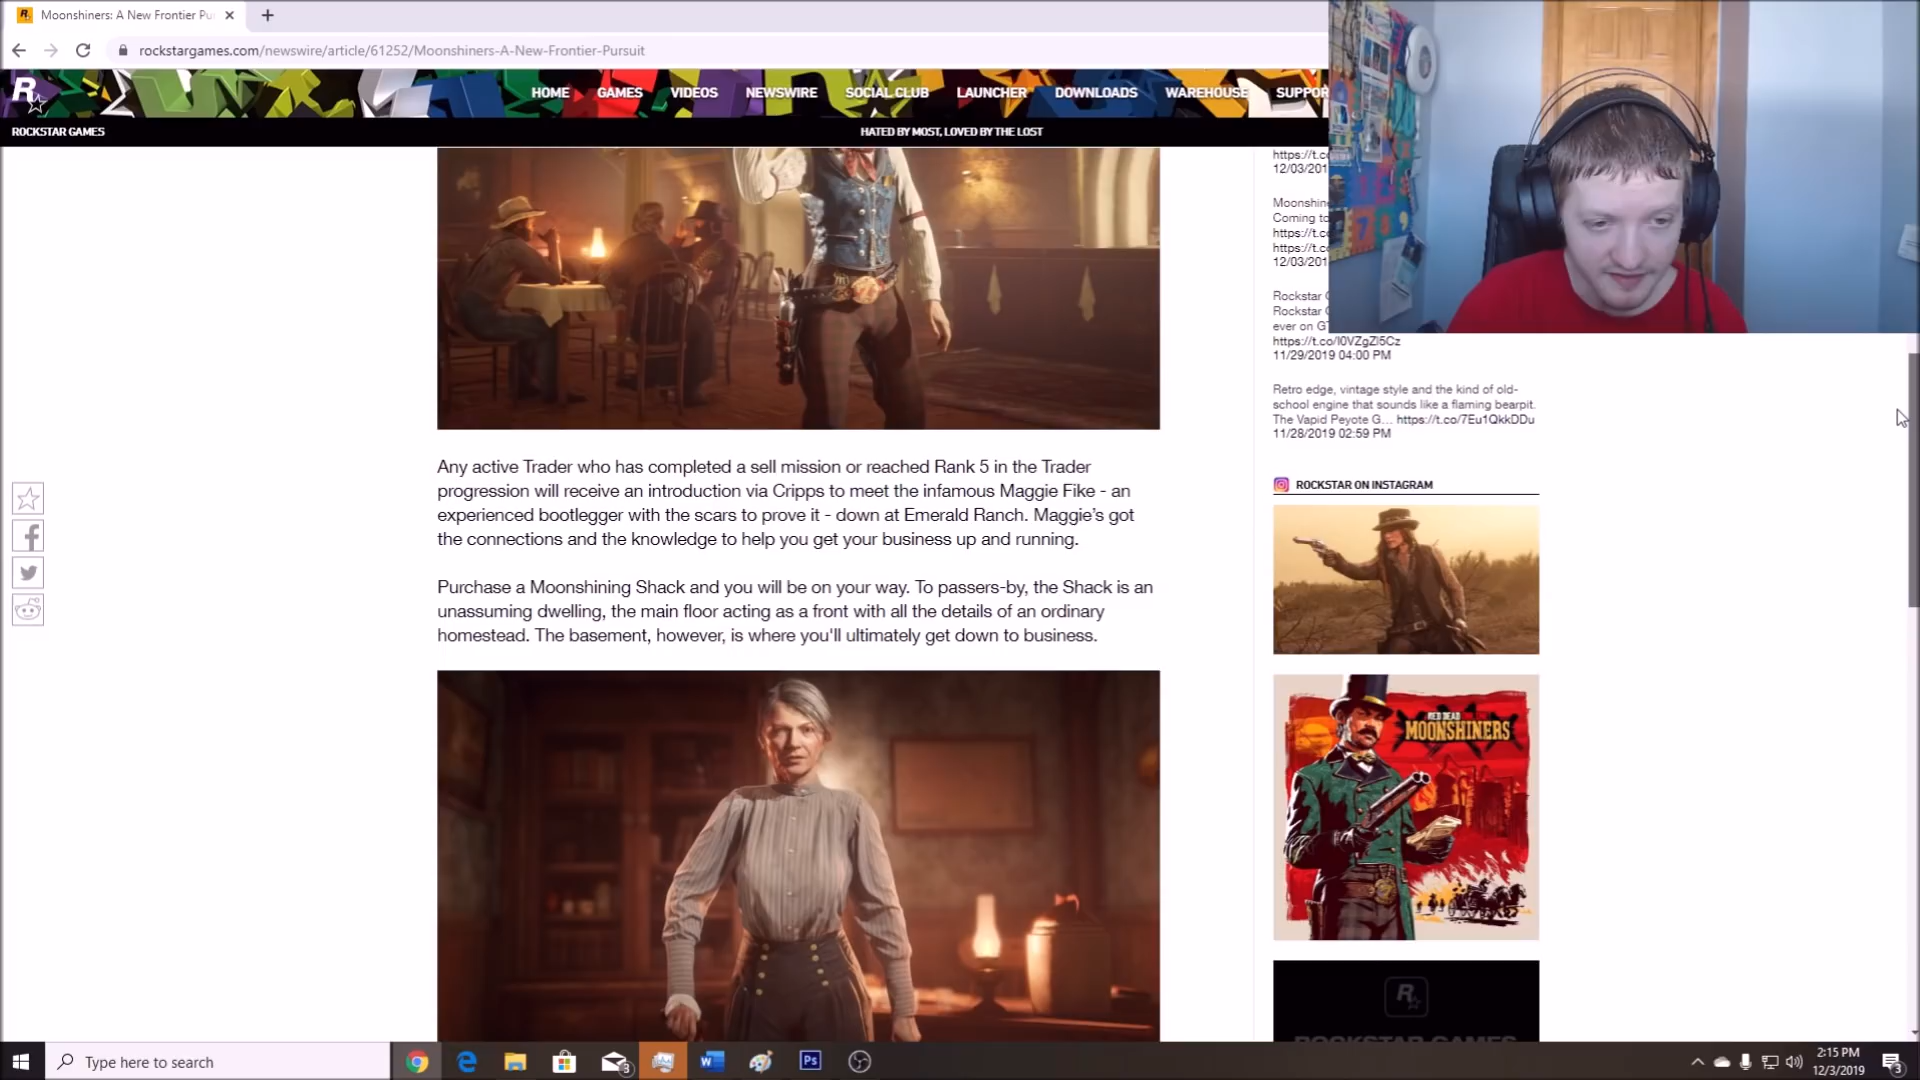 Moonshiners: A New Frontier Pu
rockstargames.com/newswire/article/61252/Moonshiners-A-New-Frontier-Pursuit
R
HOME GAMES VIDEOS NEWSWIRE SOCIAL CLUB LAUNCHER DOWNLOADS WAREHOUSE SUPPOR
ROCKSTAR GAMES
HATED BY MOST, LOVED BY THE LOST
https://t.c
12/03/201
Moonshine
Coming to
https://t.c
https://t.c
12/03/201
Rockstar
Rockstar
ever on G
https://t.co/l0VZgZl5Cz
11/29/2019 04:00 PM
Retro edge, vintage style and the kind of old-
school engine that sounds like a flaming bearpit.
The Vapid Peyote G... https://t.co/7Eu1QkkDDu
11/28/2019 02:59 PM
Any active Trader who has completed a sell mission or reached Rank 5 in the Trader
progression will receive an introduction via Cripps to meet the infamous Maggie Fike - an
experienced bootlegger with the scars to prove it - down at Emerald Ranch. Maggie's got
the connections and the knowledge to help you get your business up and running.
Purchase a Moonshining Shack and you will be on your way. To passers-by, the Shack is an
unassuming dwelling, the main floor acting as a front with all the details of an ordinary
homestead. The basement, however, is where you'll ultimately get down to business.
ROCKSTAR ON INSTAGRAM
RED DEAD
MOONSHINERS
R
ROCKSTAR GAMES
Type here to search
3
Ps
2:15 PM
12/3/2019
3